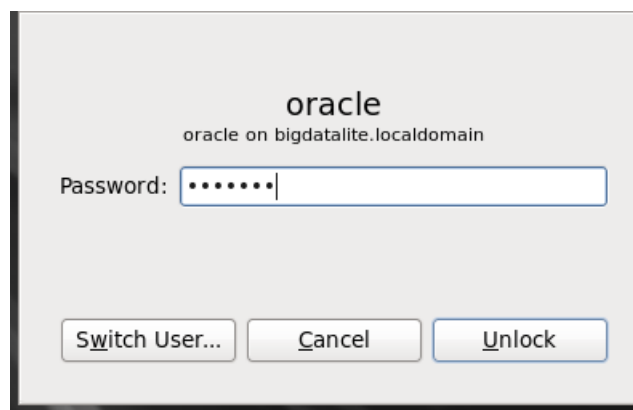 oracle
oracle on bigdatalite.localdomain
Password: •••••••
Switch User... Cancel Unlock